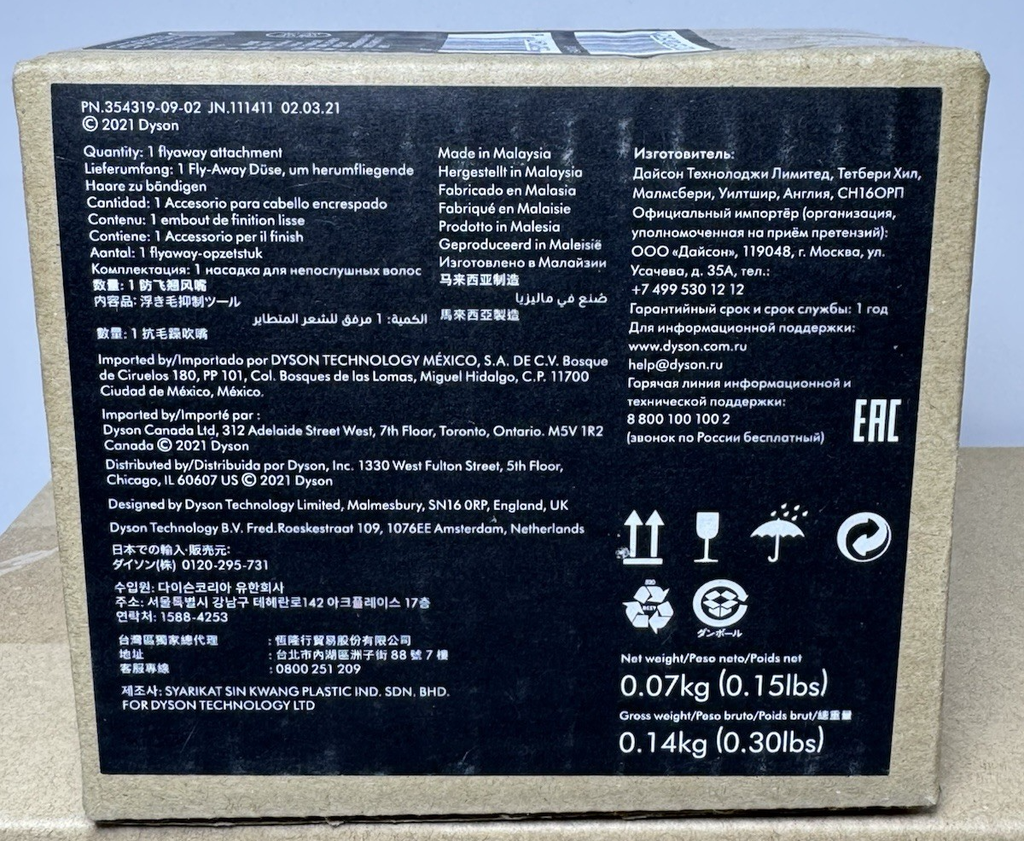 PN.354319-09-02 JN.111411 02.03.21
© 2021 Dyson
Quantity: 1 flyaway attachment
Lieferumfang: 1 Fly-Away Düse, um herumfliegende
Haare zu bändigen
Cantidad: 1 Accesorio para cabello encrespado
Contenu: 1 embout de finition lisse
Contiene: 1 Accessorio per il finish
Aantal: 1 flyaway-opzetstuk
Комплектация: 1 насадка для непослушных волос
数量: 1 防飞翘风嘴
内容品: 浮き毛抑制ツール
الكمية: 1 مرفق للشعر المتطاير
數量: 1 抗毛躁吹嘴
Made in Malaysia
Hergestellt in Malaysia
Fabricado en Malasia
Fabriqué en Malaisie
Prodotto in Malesia
Geproduceerd in Maleisië
Изготовлено в Малайзии
马来西亚制造
صنع في ماليزيا
馬來西亞製造
Изготовитель:
Дайсон Технолоджи Лимитед, Тетбери Хил,
Малмсбери, Уилтшир, Англия, СН16ОРП
Официальный импортёр (организация,
уполномоченная на приём претензий):
ООО «Дайсон», 119048, г. Москва, ул.
Усачева, д. 35А, тел.:
+7 499 530 12 12
Гарантийный срок и срок службы: 1 год
Для информационной поддержки:
www.dyson.com.ru
help@dyson.ru
Горячая линия информационной и
технической поддержки:
8 800 100 100 2
(звонок по России бесплатный)
EAC
Imported by/Importado por DYSON TECHNOLOGY MÉXICO, S.A. DE C.V. Bosque
de Ciruelos 180, PP 101, Col. Bosques de las Lomas, Miguel Hidalgo, C.P. 11700
Ciudad de México, México.
Imported by/Importé par :
Dyson Canada Ltd, 312 Adelaide Street West, 7th Floor, Toronto, Ontario. M5V 1R2
Canada © 2021 Dyson
Distributed by/Distribuida por Dyson, Inc. 1330 West Fulton Street, 5th Floor,
Chicago, IL 60607 US © 2021 Dyson
Designed by Dyson Technology Limited, Malmesbury, SN16 0RP, England, UK
Dyson Technology B.V. Fred.Roeskestraat 109, 1076EE Amsterdam, Netherlands
日本での輸入・販売元:
ダイソン(株) 0120-295-731
수입원: 다이슨코리아 유한회사
주소: 서울특별시 강남구 테헤란로142 아크플레이스 17층
연락처: 1588-4253
台灣區獨家總代理 : 恆隆行貿易股份有限公司
地址 : 台北市內湖區洲子街 88 號 7 樓
客服專線 : 0800 251 209
제조사: SYARIKAT SIN KWANG PLASTIC IND. SDN. BHD.
FOR DYSON TECHNOLOGY LTD
ダンボール
Net weight/Peso neto/Poids net
0.07kg (0.15lbs)
Gross weight/Peso bruto/Poids brut/總重量
0.14kg (0.30lbs)